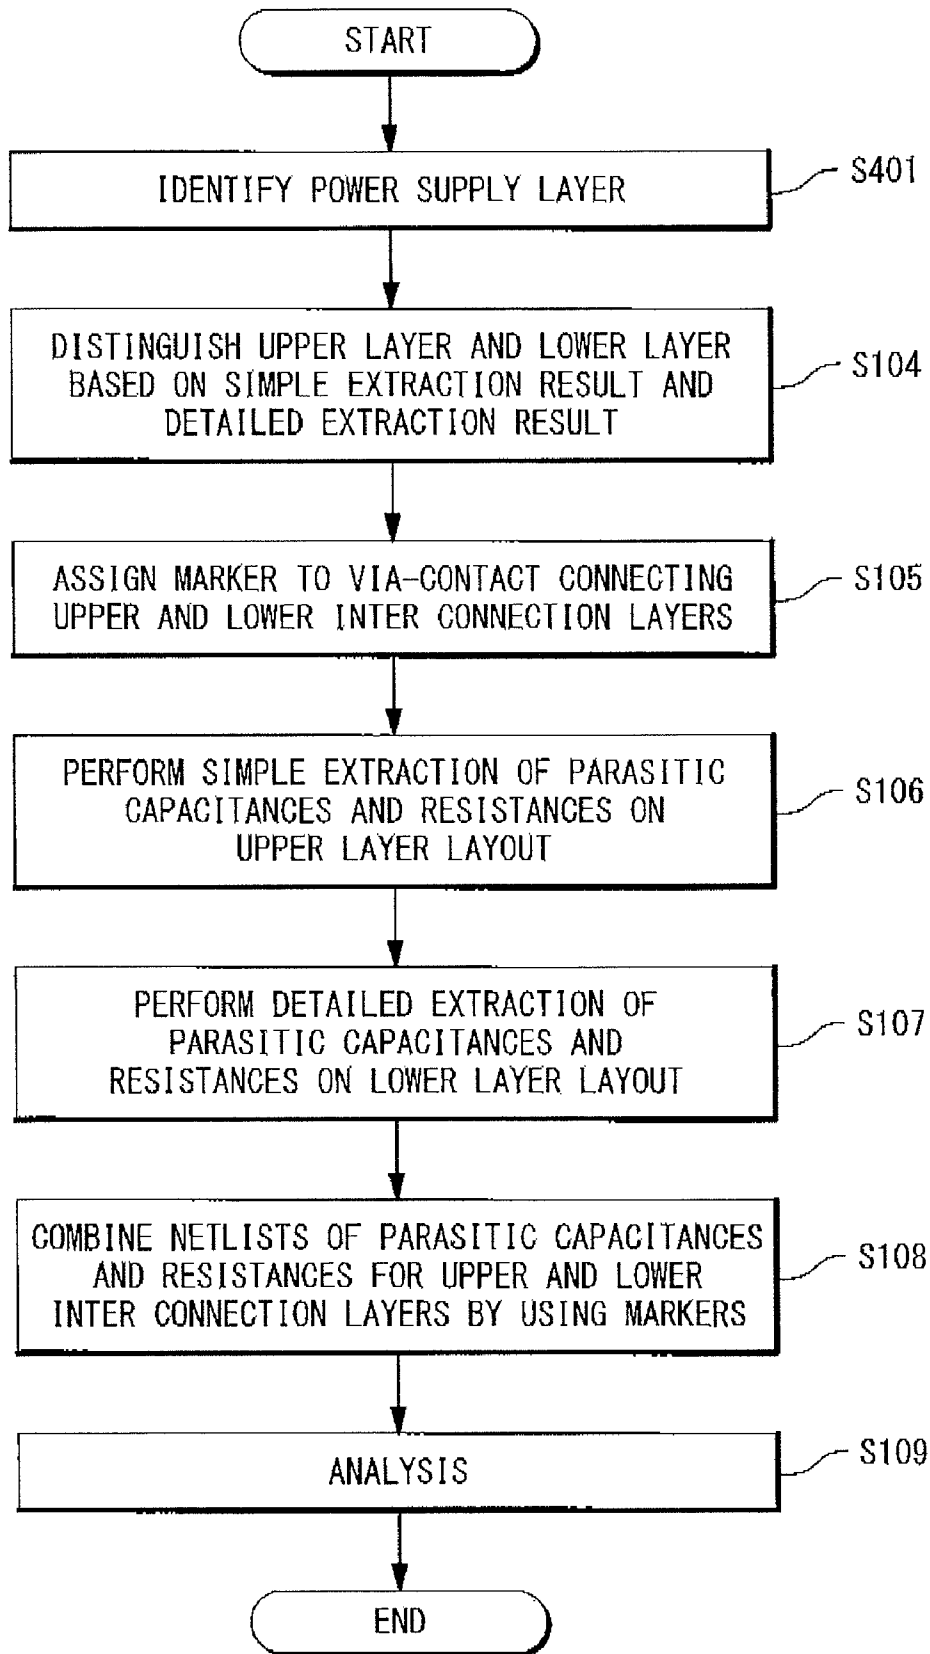 START
IDENTIFY POWER SUPPLY LAYER
S401
DISTINGUISH UPPER LAYER AND LOWER LAYER
BASED ON SIMPLE EXTRACTION RESULT AND
DETAILED EXTRACTION RESULT
S104
ASSIGN MARKER TO VIA-CONTACT CONNECTING
UPPER AND LOWER INTER CONNECTION LAYERS
S105
PERFORM SIMPLE EXTRACTION OF PARASITIC
CAPACITANCES AND RESISTANCES ON
UPPER LAYER LAYOUT
S106
PERFORM DETAILED EXTRACTION OF
PARASITIC CAPACITANCES AND
RESISTANCES ON LOWER LAYER LAYOUT
S107
COMBINE NETLISTS OF PARASITIC CAPACITANCES
AND RESISTANCES FOR UPPER AND LOWER
INTER CONNECTION LAYERS BY USING MARKERS
S108
ANALYSIS
S109
END